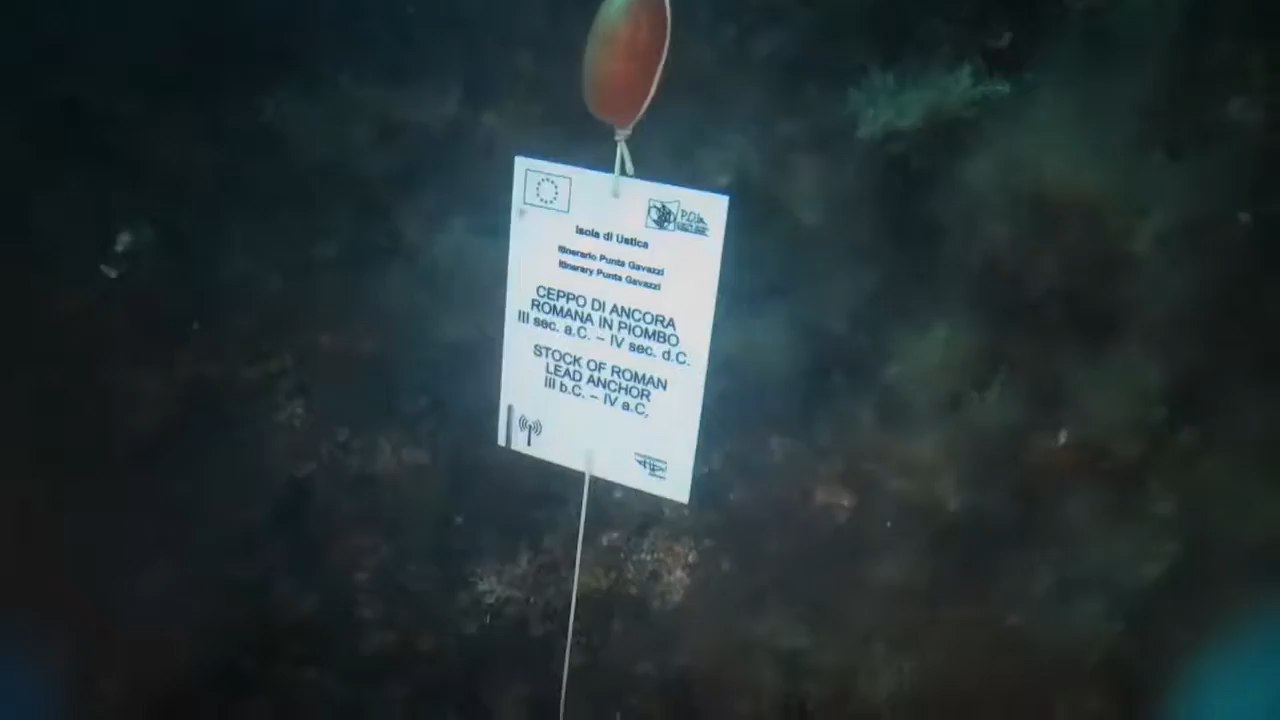 P.O.In
Isola di Ustica
Itinerario Punta Gavazzi
Itinerary Punta Gavazzi
CEPPO DI ANCORA
ROMANA IN PIOMBO
III sec. a.C. – IV sec. d.C.
STOCK OF ROMAN
LEAD ANCHOR
III b.C. – IV a.C.